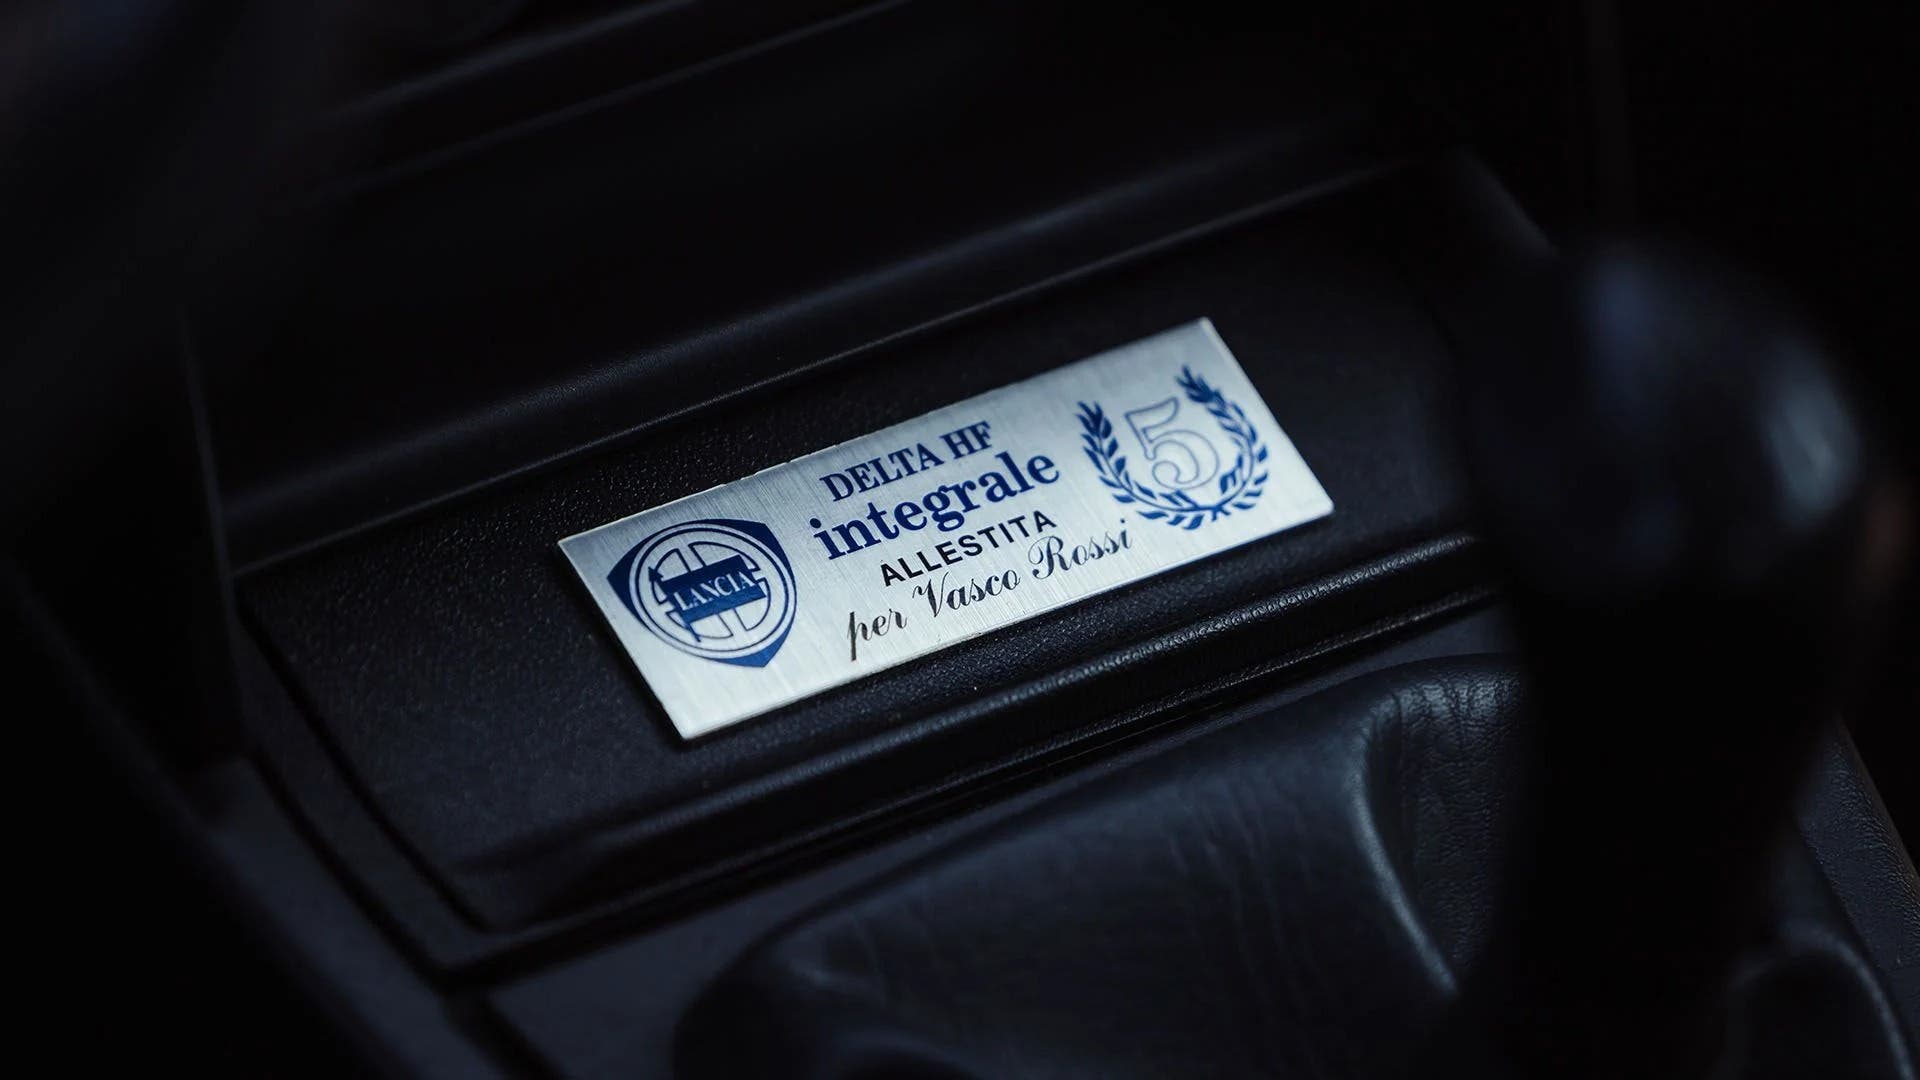 LANCIA
DELTA HF
integrale
ALLESTITA
per Vasco Rossi
5